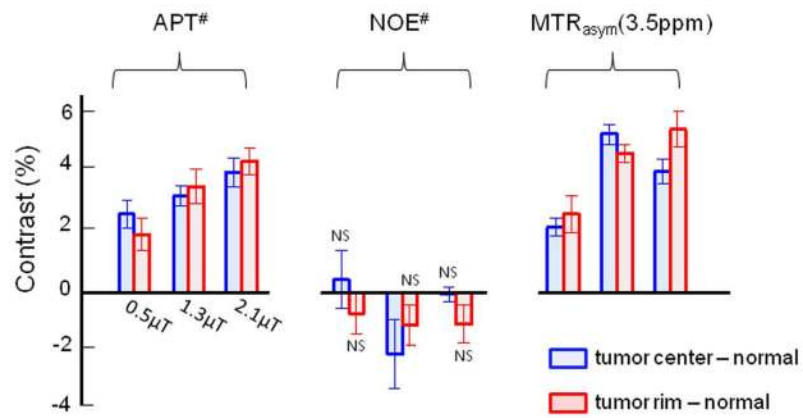 APT#
NOE#
MTRasym(3.5ppm)
Contrast (%)
6
4
2
0
-2
-4
0.5μT
1.3μT
2.1μT
NS
NS
NS
NS
NS
tumor center – normal
tumor rim – normal